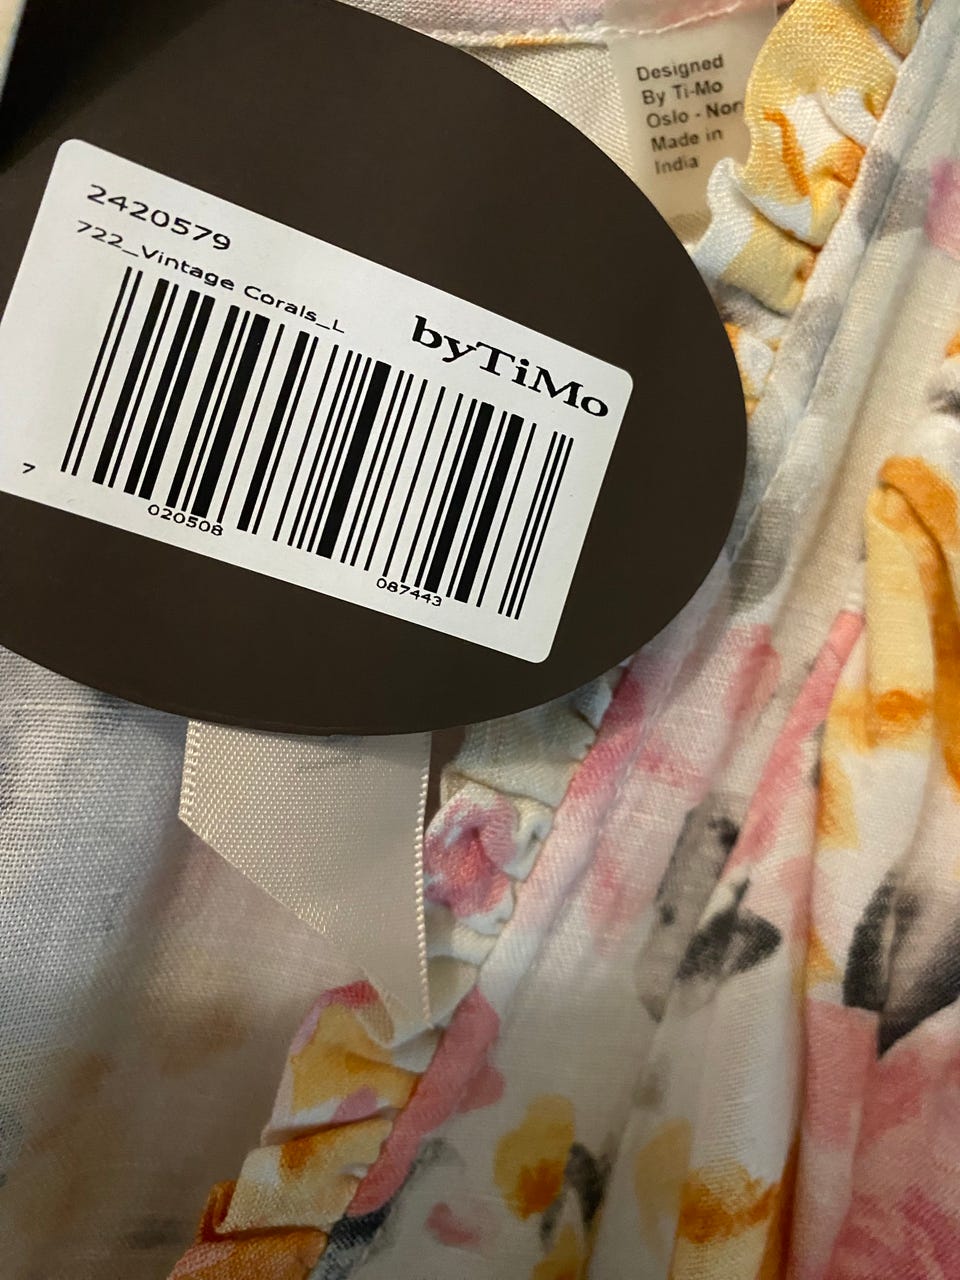 2420579
722_Vintage Corals_L
byTiMo
7
020508
087443
Designed
By Ti-Mo
Oslo - Nor
Made in
India